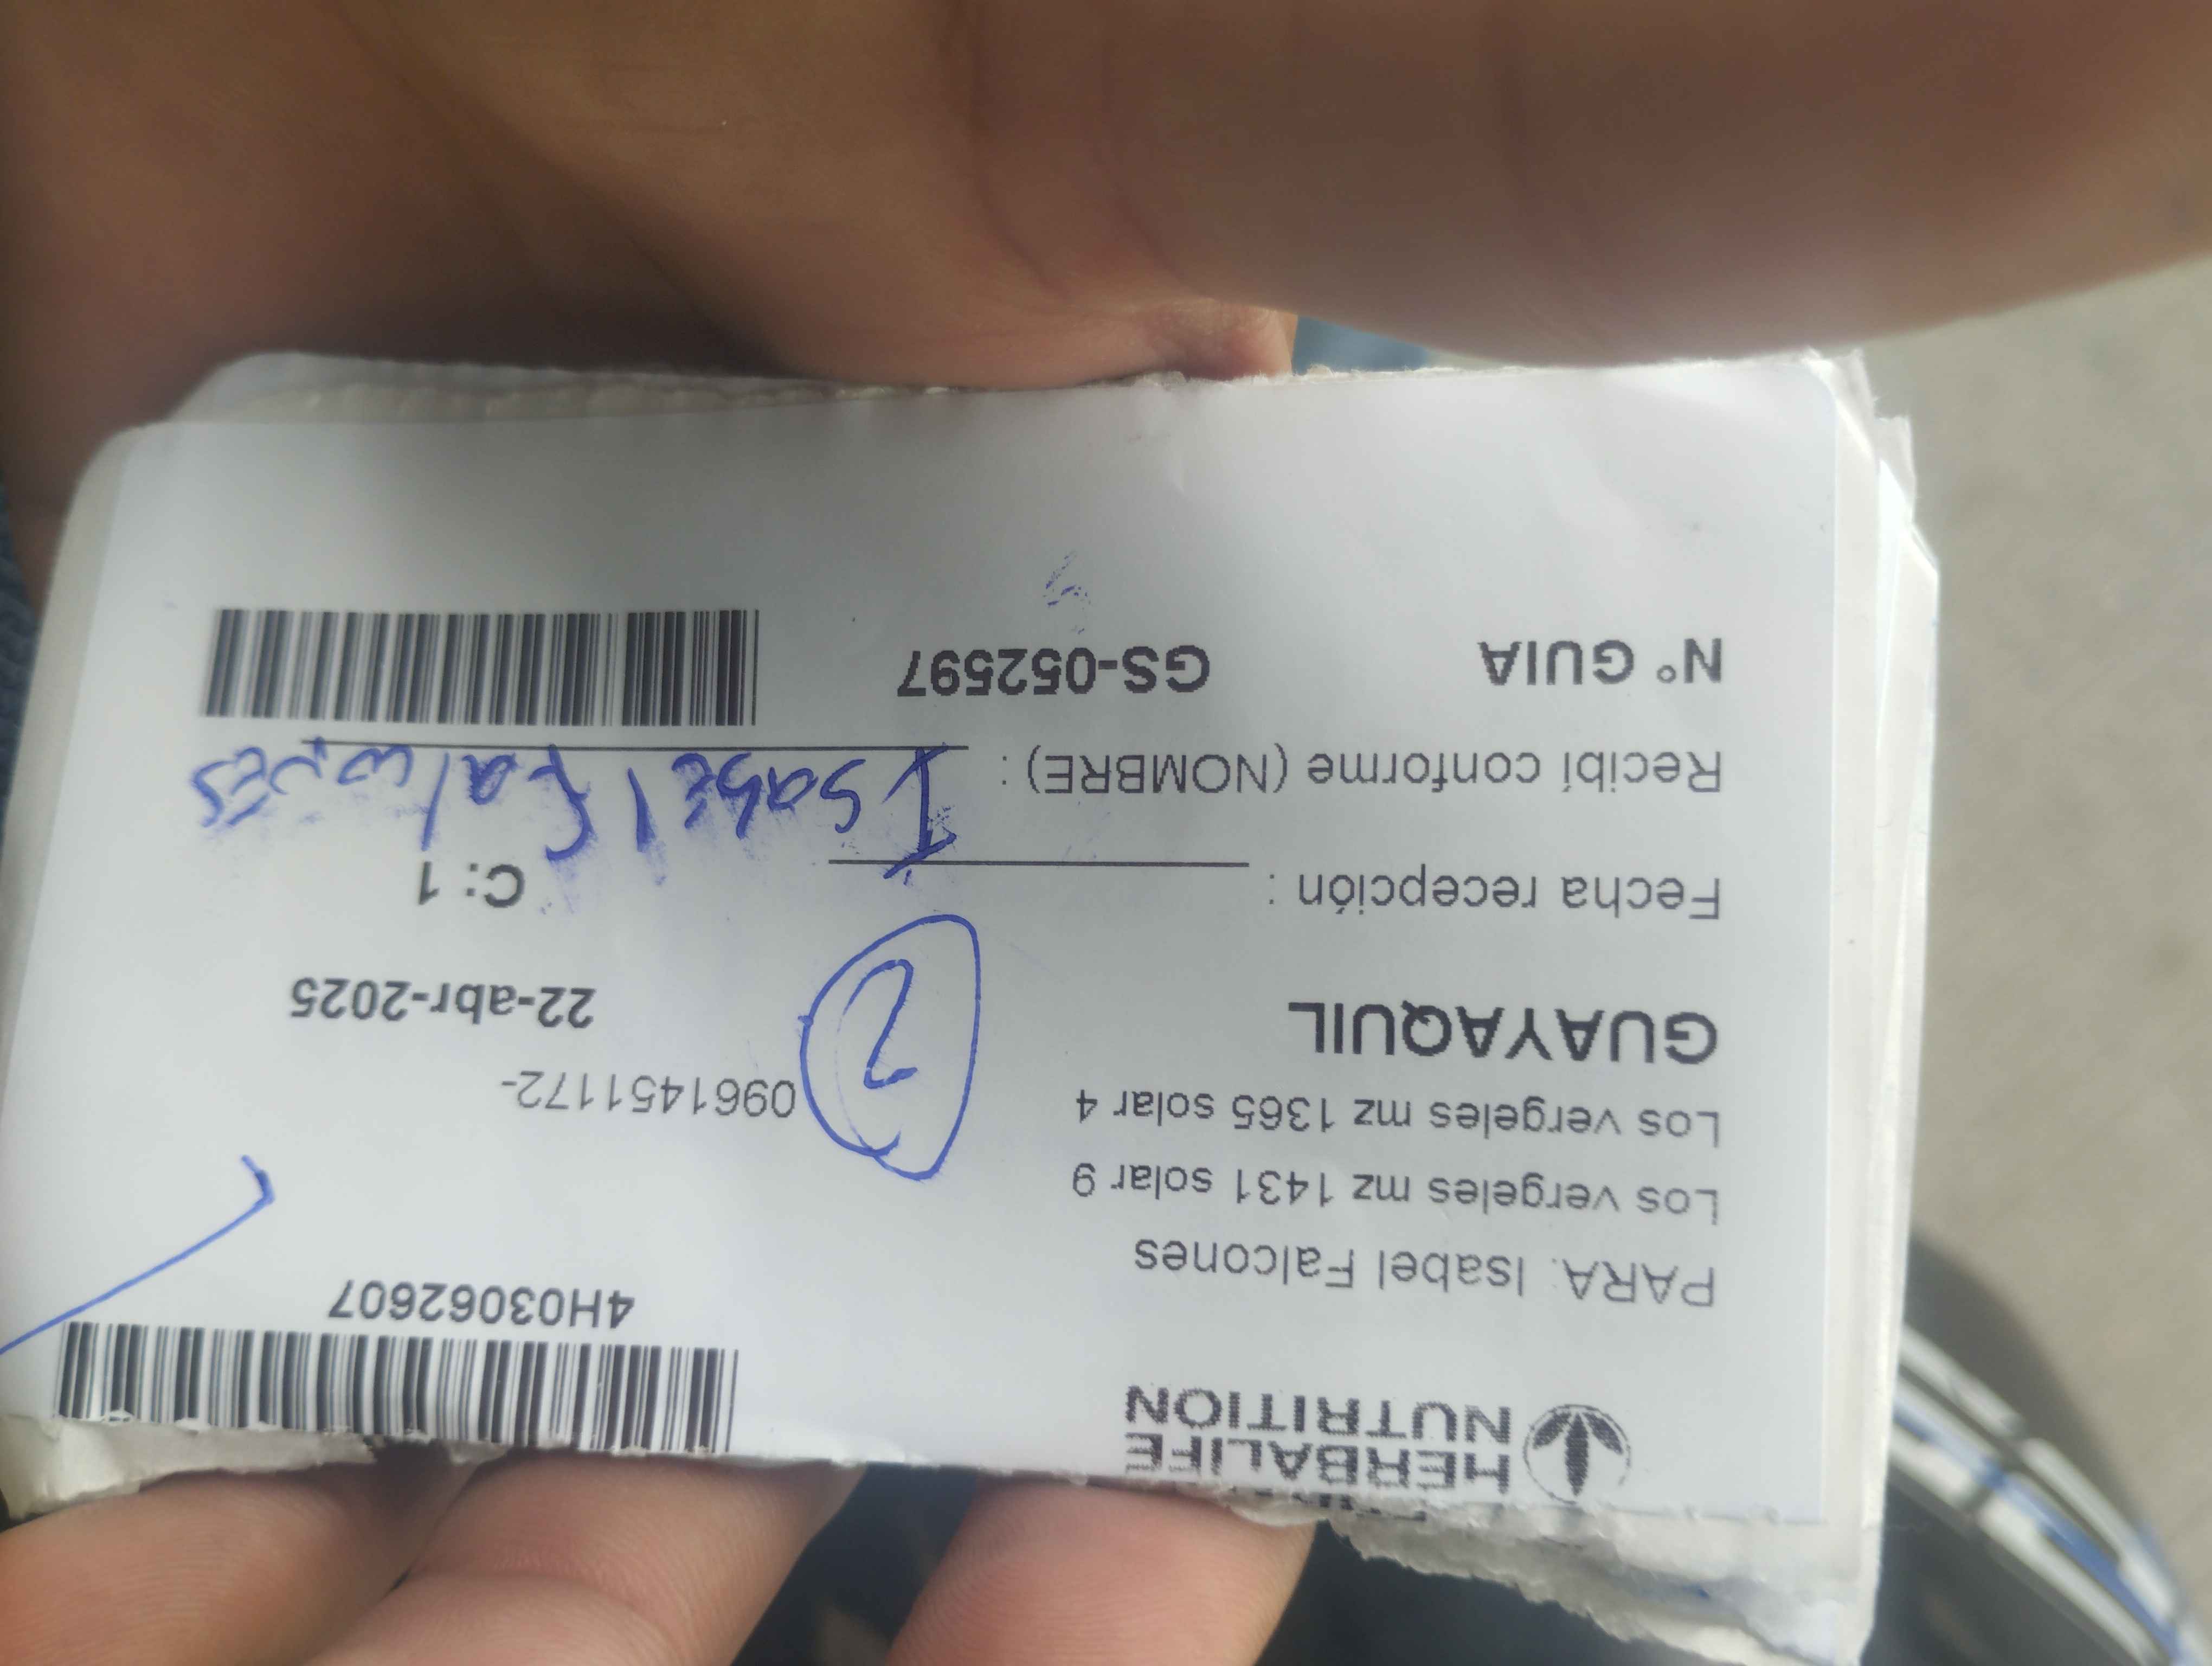 HERBALIFE
NUTRITION
4H03062607
PARA: Isabel Falcones
Los vergeles mz 1431 solar 9
Los vergeles mz 1365 solar 4
0961451172-
2
GUAYAQUIL
22-abr-2025
Fecha recepción :
C: 1
Recibí conforme (NOMBRE) : Isabel Falcones
N° GUIA GS-052597